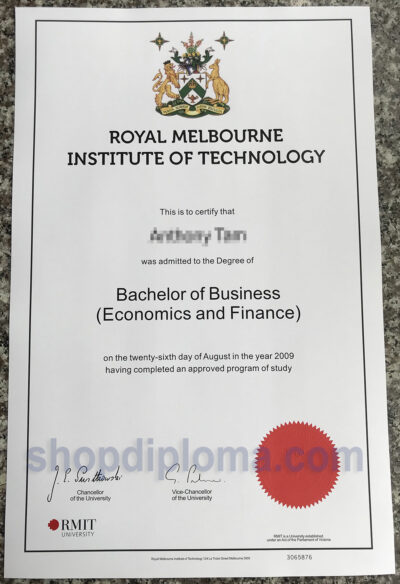 ROYAL MELBOURNE
INSTITUTE OF TECHNOLOGY
This is to certify that
was admitted to the Degree of
Bachelor of Business
(Economics and Finance)
on the twenty-sixth day of August in the year 2009
having completed an approved program of study
shopdiploma.com
Chancellor
of the University
Vice-Chancellor
of the University
RMIT
UNIVERSITY
RMIT is a University established
under an Act of the Parliament of Victoria
3065876